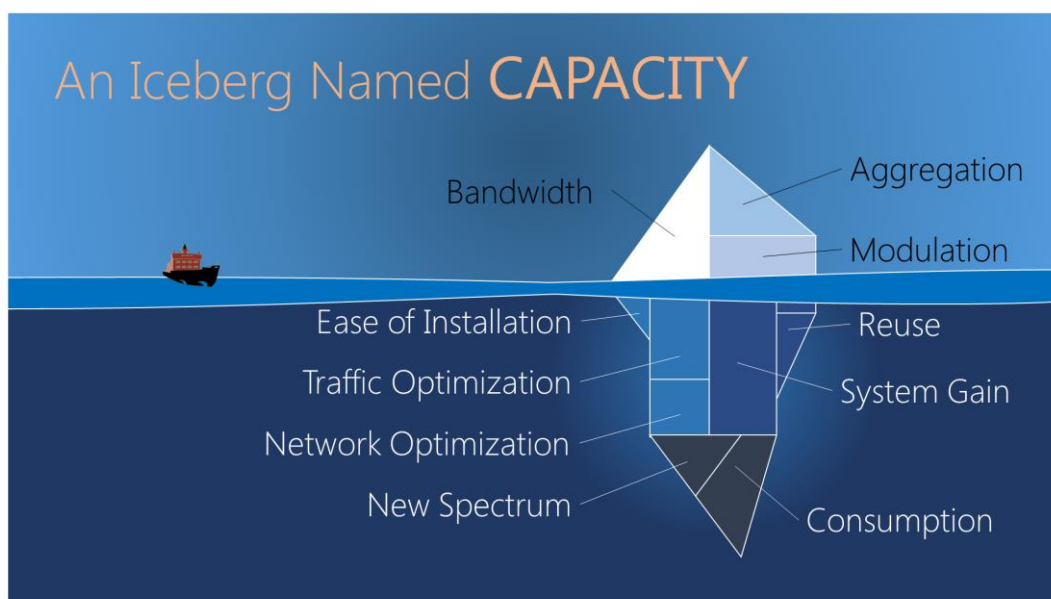 An Iceberg Named CAPACITY
Bandwidth
Aggregation
Modulation
Ease of Installation
Reuse
Traffic Optimization
System Gain
Network Optimization
New Spectrum
Consumption